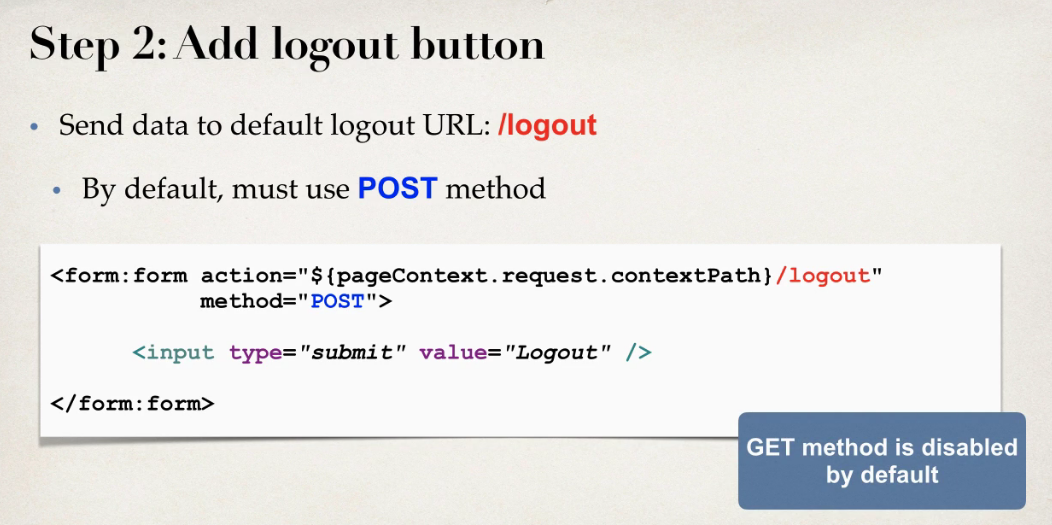 Step 2: Add logout button
• Send data to default logout URL: /logout
• By default, must use POST method
<form:form action="${pageContext.request.contextPath}/logout"
method="POST">
<input type="submit" value="Logout" />
</form:form>
GET method is disabled
by default